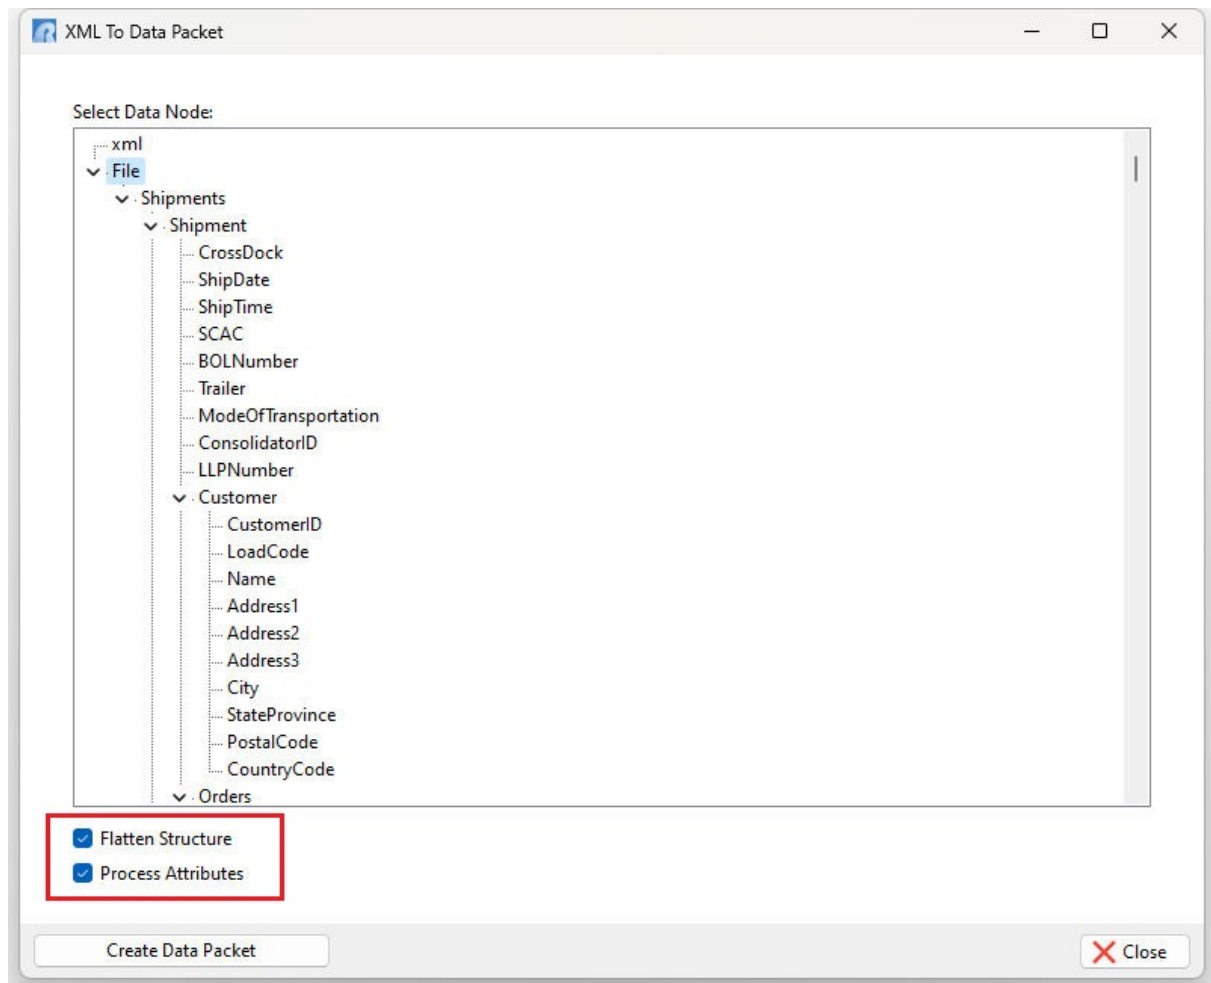 XML To Data Packet
Select Data Node:
xml
File
Shipments
Shipment
CrossDock
ShipDate
ShipTime
SCAC
BOLNumber
Trailer
ModeOfTransportation
ConsolidatorID
LLPNumber
Customer
CustomerID
LoadCode
Name
Address1
Address2
Address3
City
StateProvince
PostalCode
CountryCode
Orders
Flatten Structure
Process Attributes
Create Data Packet
Close